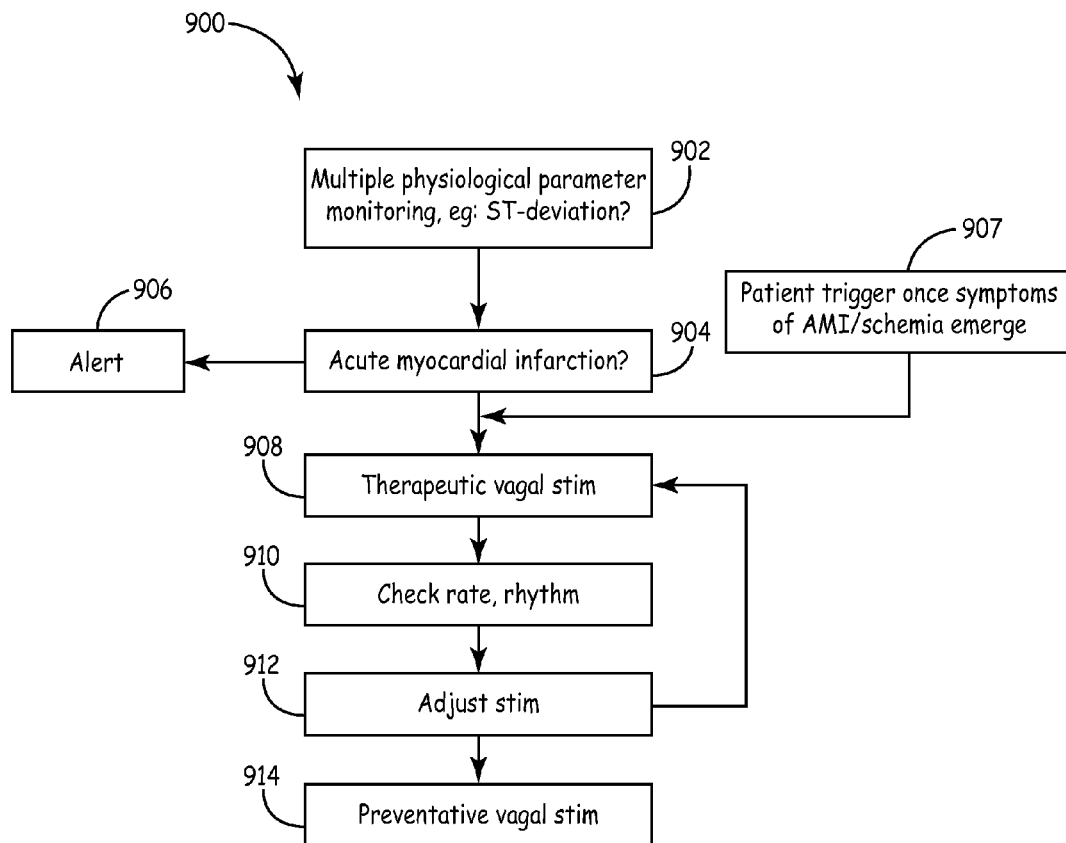 900
902
Multiple physiological parameter
monitoring, eg: ST-deviation?
907
Patient trigger once symptoms
of AMI/schemia emerge
906
Alert
904
Acute myocardial infarction?
908
Therapeutic vagal stim
910
Check rate, rhythm
912
Adjust stim
914
Preventative vagal stim